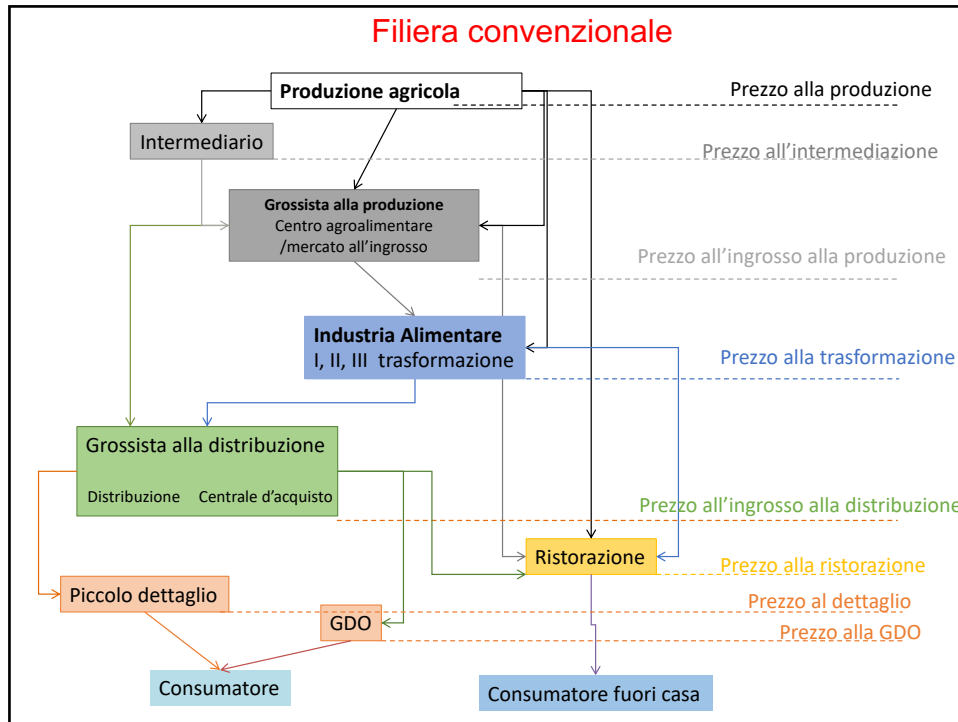 Filiera convenzionale
Produzione agricola
Prezzo alla produzione
Intermediario
Prezzo all'intermediazione
Grossista alla produzione
Centro agroalimentare
/mercato all'ingrosso
Prezzo all'ingrosso alla produzione
Industria Alimentare
I, II, III trasformazione
Prezzo alla trasformazione
Grossista alla distribuzione
Distribuzione Centrale d'acquisto
Prezzo all'ingrosso alla distribuzione
Ristorazione
Prezzo alla ristorazione
Piccolo dettaglio
Prezzo al dettaglio
GDO
Prezzo alla GDO
Consumatore
Consumatore fuori casa